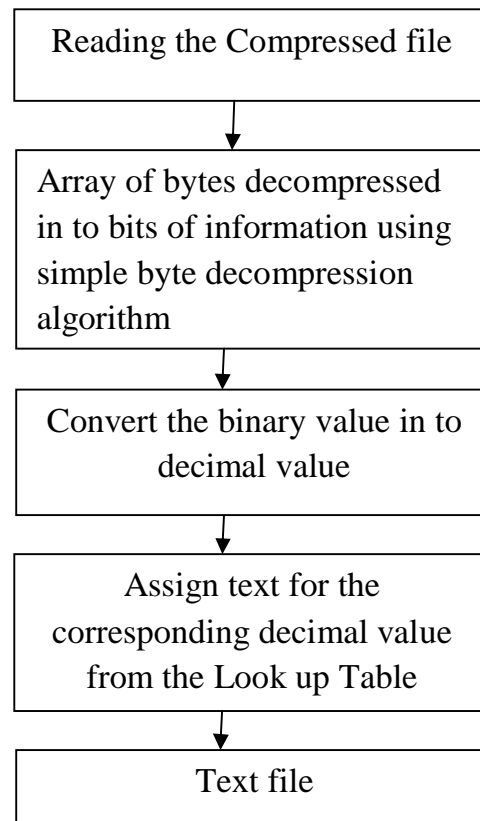 Reading the Compressed file
Array of bytes decompressed
in to bits of information using
simple byte decompression
algorithm
Convert the binary value in to
decimal value
Assign text for the
corresponding decimal value
from the Look up Table
Text file